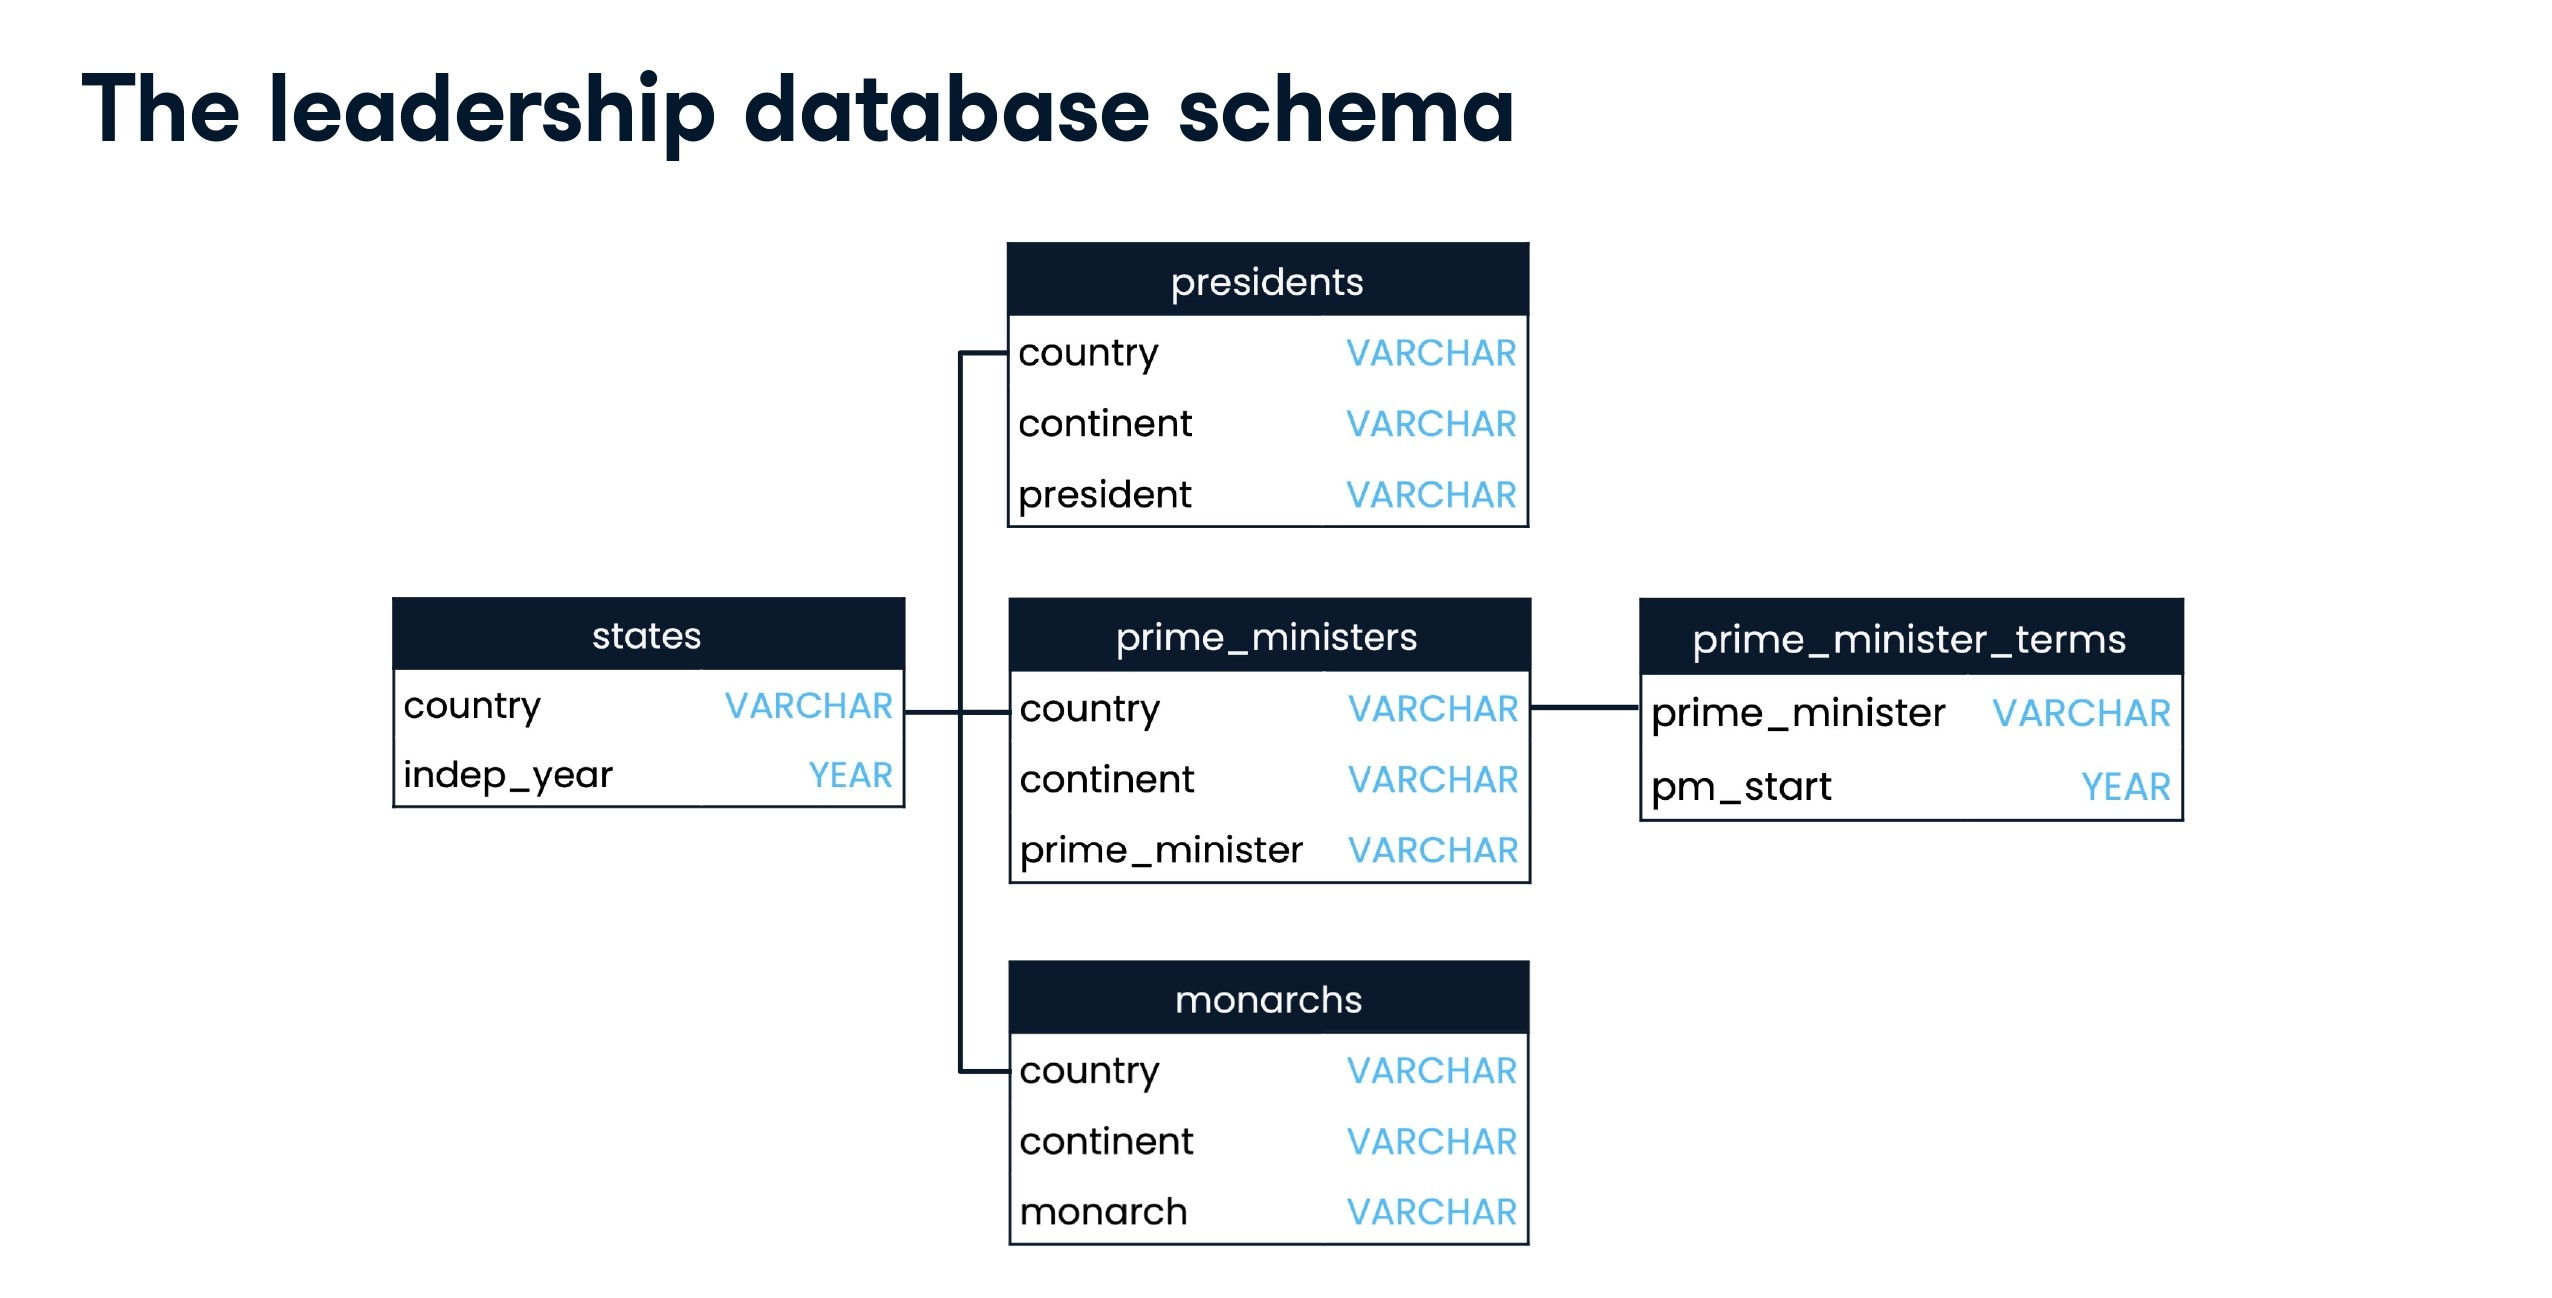 The leadership database schema
presidents
country VARCHAR
continent VARCHAR
president VARCHAR
states
country VARCHAR
indep_year YEAR
prime_ministers
country VARCHAR
continent VARCHAR
prime_minister VARCHAR
prime_minister_terms
prime_minister VARCHAR
pm_start YEAR
monarchs
country VARCHAR
continent VARCHAR
monarch VARCHAR